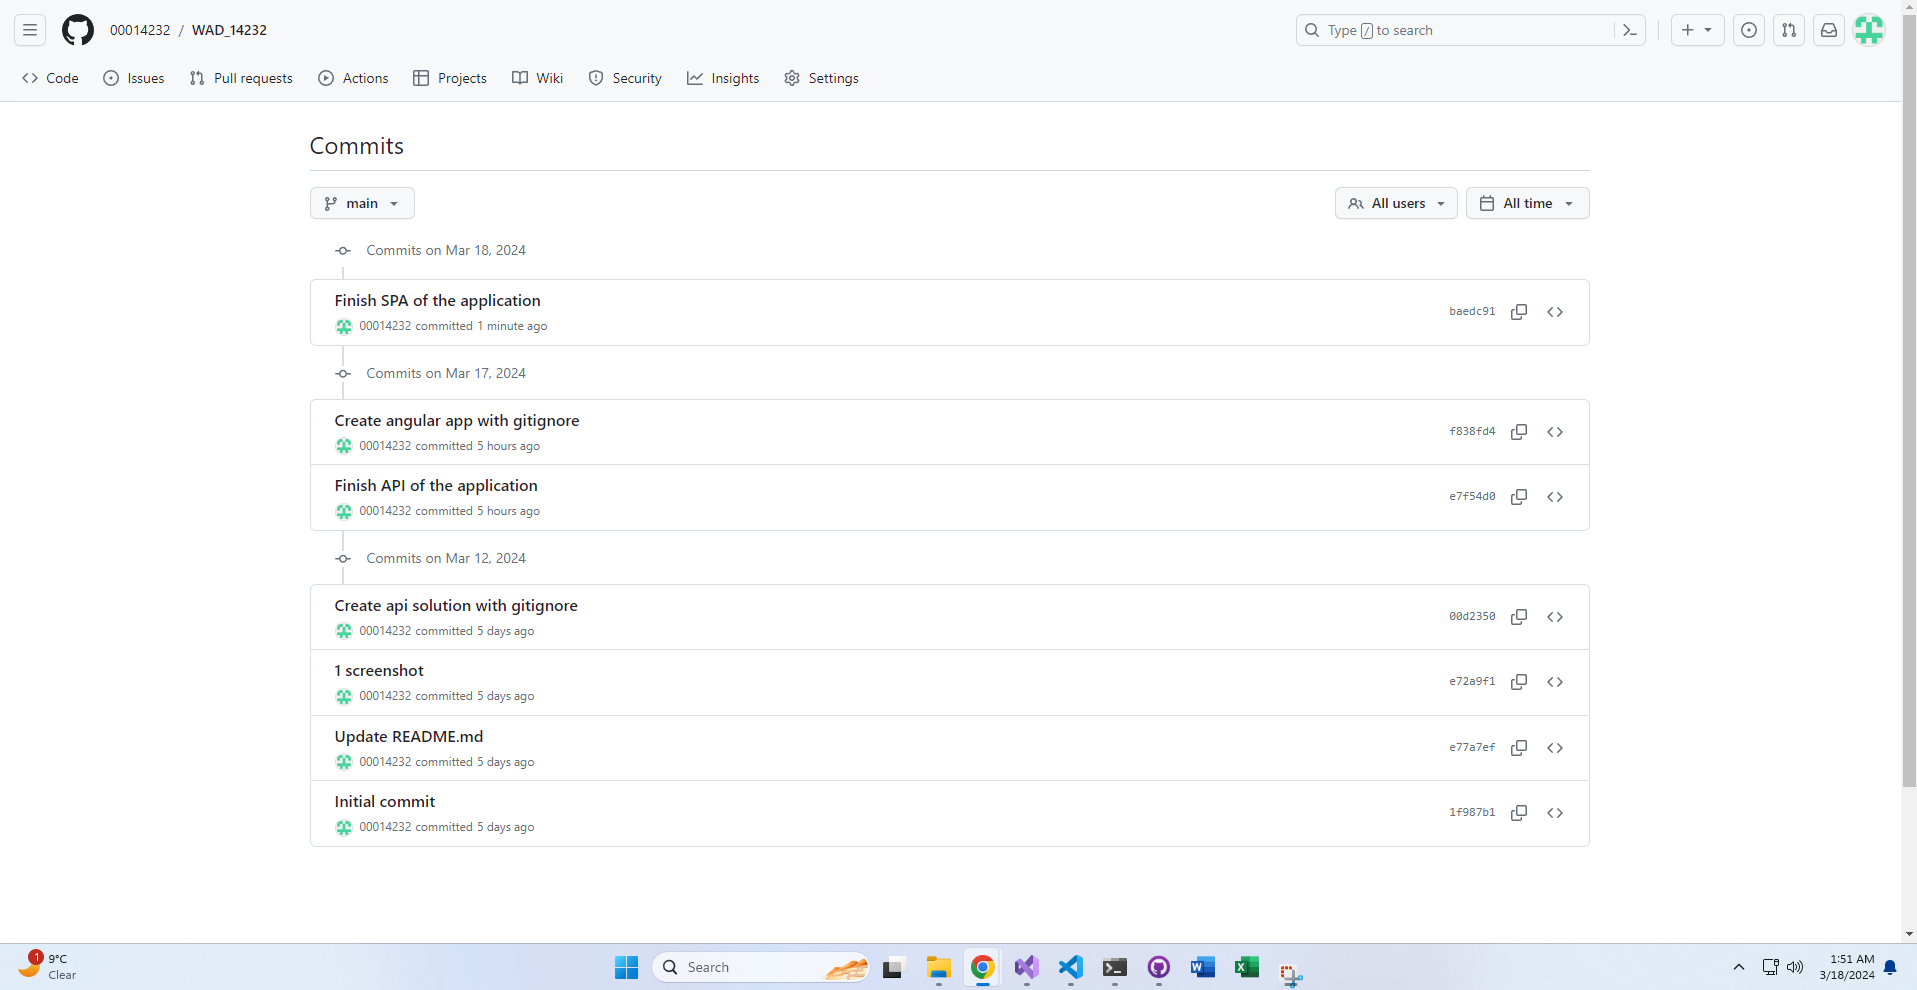 00014232 / WAD_14232
Type / to search
Code Issues Pull requests Actions Projects Wiki Security Insights Settings
Commits
main
All users All time
Commits on Mar 18, 2024
Finish SPA of the application
00014232 committed 1 minute ago
baedc91
Commits on Mar 17, 2024
Create angular app with gitignore
00014232 committed 5 hours ago
f838fd4
Finish API of the application
00014232 committed 5 hours ago
e7f54d0
Commits on Mar 12, 2024
Create api solution with gitignore
00014232 committed 5 days ago
00d2350
1 screenshot
00014232 committed 5 days ago
e72a9f1
Update README.md
00014232 committed 5 days ago
e77a7ef
Initial commit
00014232 committed 5 days ago
1f987b1
1
9°C
Clear
Search
1:51 AM
3/18/2024